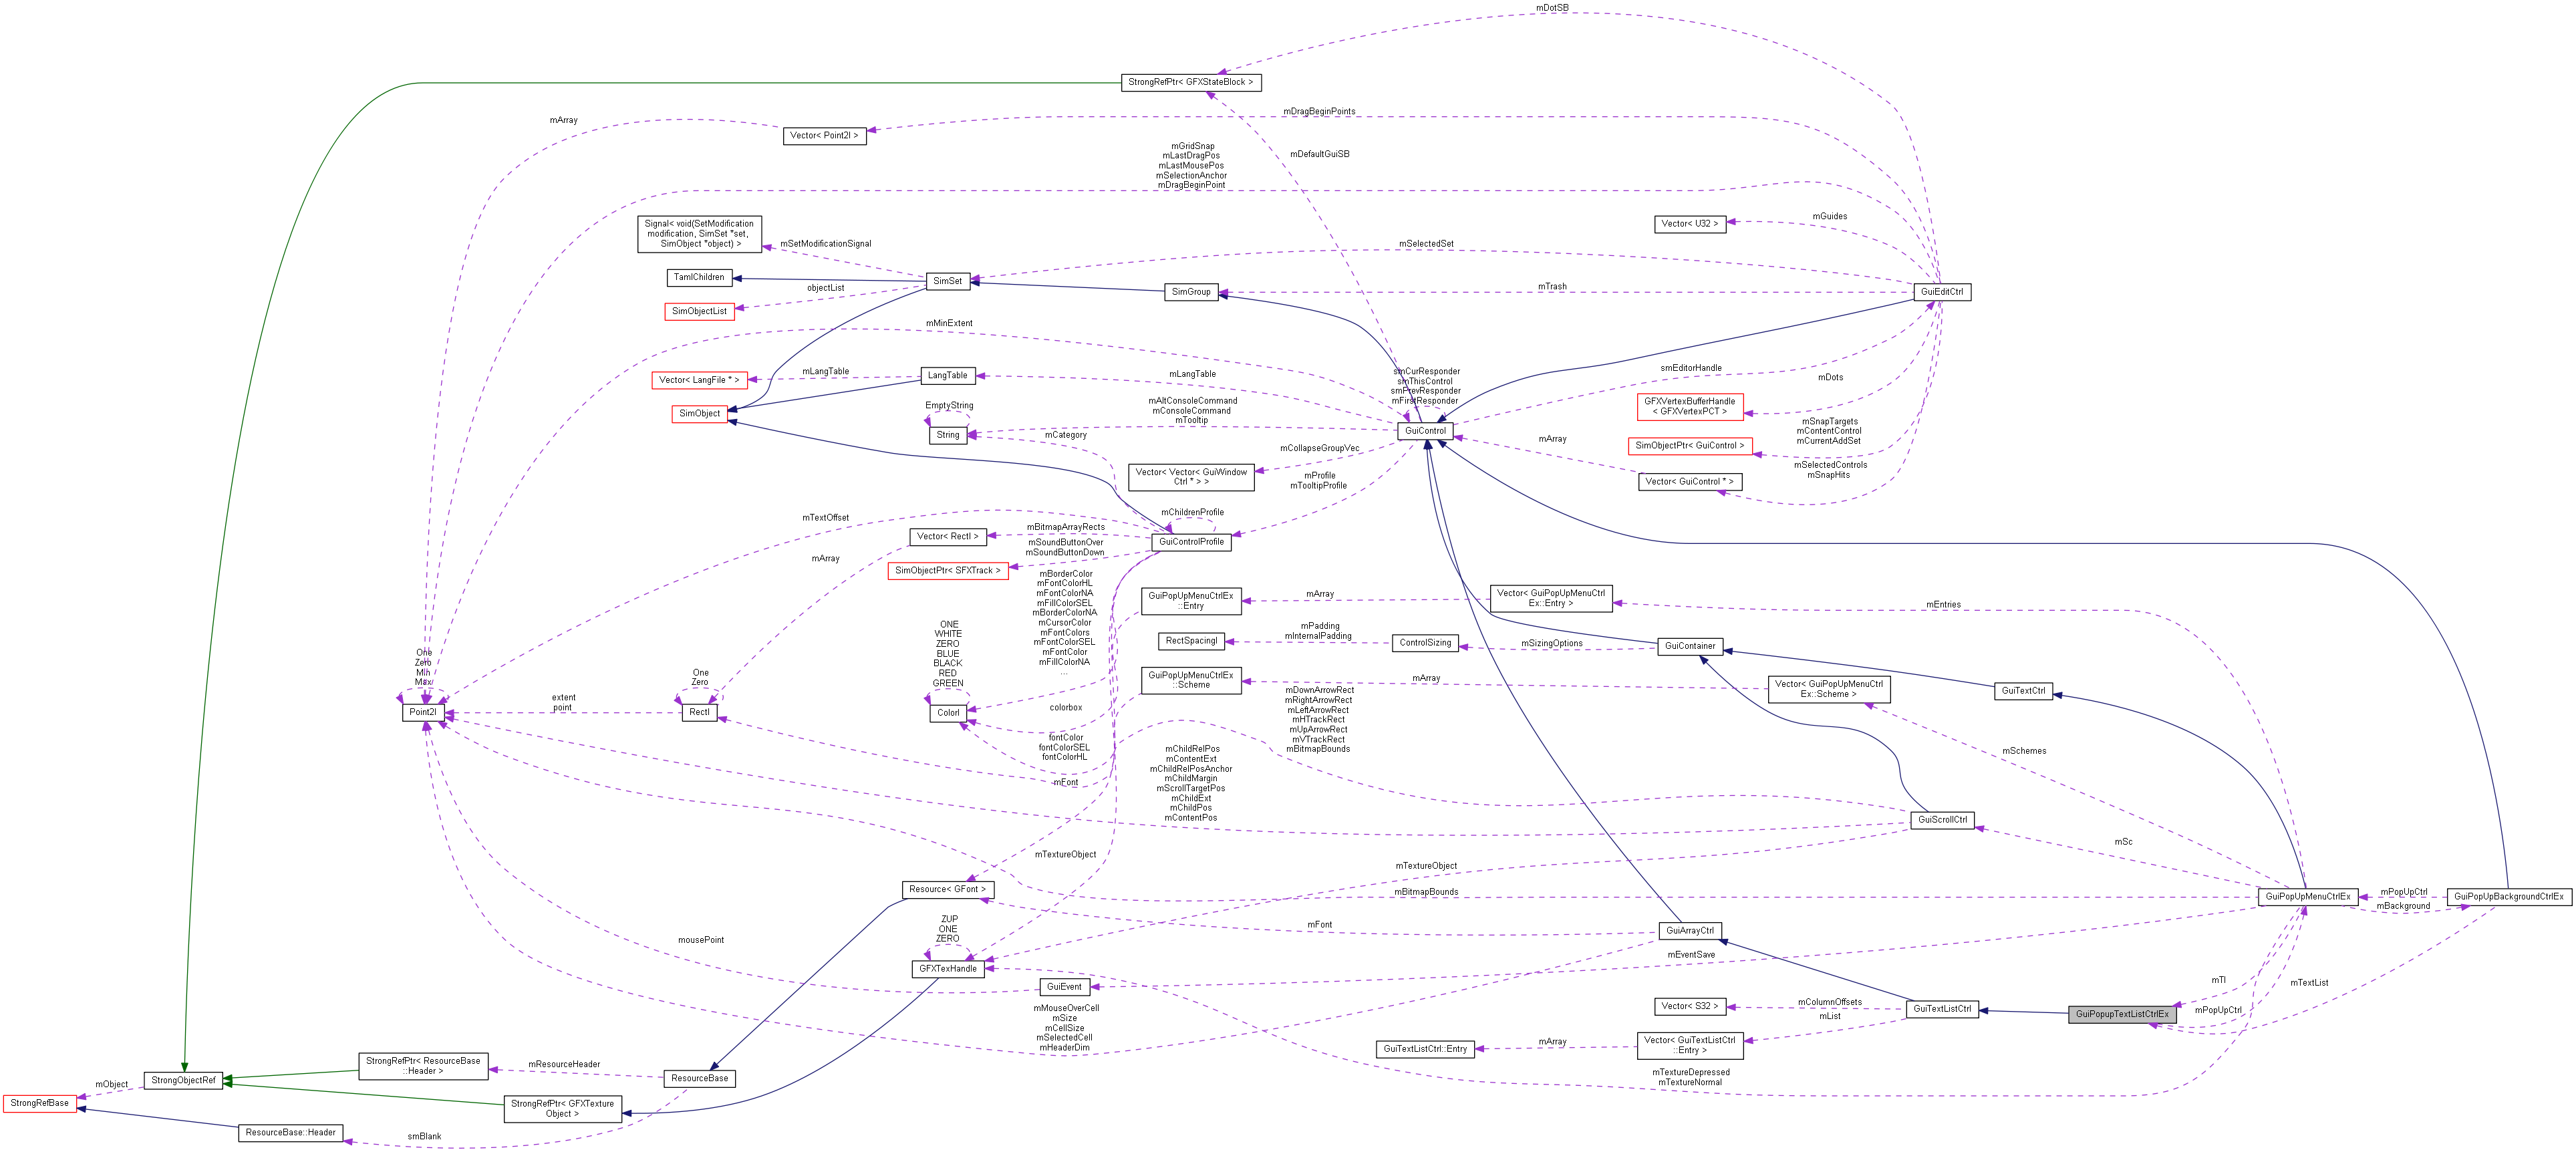 mDotSB
StrongRefPtr< GFXStateBlock >
mArray
Vector< Point2I >
mDragBeginPoints
mDefaultGuiSB
mGridSnap
mLastDragPos
mLastMousePos
mSelectionAnchor
mDragBeginPoint
Signal< void(SetModification
modification, SimSet *set,
SimObject *object) >
mSetModificationSignal
mSelectedSet
Vector< U32 >
mGuides
TamlChildren
SimSet
objectList
SimObjectList
SimGroup
mTrash
GuiEditCtrl
mMinExtent
Vector< LangFile * >
mLangTable
LangTable
mLangTable
smCurResponder
smThisControl
smPrevResponder
mFirstResponder
smEditorHandle
mDots
GFXVertexBufferHandle
< GFXVertexPCT >
SimObject
EmptyString
String
mAltConsoleCommand
mConsoleCommand
mTooltip
mCategory
GuiControl
mSnapTargets
mContentControl
mCurrentAddSet
SimObjectPtr< GuiControl >
mArray
mCollapseGroupVec
Vector< Vector< GuiWindow
Ctrl * > >
mProfile
mTooltipProfile
Vector< GuiControl * >
mSelectedControls
mSnapHits
mTextOffset
mChildrenProfile
mBitmapArrayRects
Vector< RectI >
GuiControlProfile
mArray
mSoundButtonOver
mSoundButtonDown
SimObjectPtr< SFXTrack >
mBorderColor
mFontColorHL
mFontColorNA
mFillColorSEL
mBorderColorNA
mCursorColor
mFontColors
mFontColorSEL
mFontColor
mFillColorNA
...
GuiPopUpMenuCtrlEx
::Entry
mArray
Vector< GuiPopUpMenuCtrl
Ex::Entry >
mEntries
ONE
WHITE
ZERO
BLUE
BLACK
RED
GREEN
RectSpacingI
mPadding
mInternalPadding
ControlSizing
mSizingOptions
GuiContainer
One
Zero
Min
Max
One
Zero
GuiPopUpMenuCtrlEx
::Scheme
mArray
Vector< GuiPopUpMenuCtrl
Ex::Scheme >
GuiTextCtrl
extent
point
Point2I
RectI
ColorI
colorbox
mDownArrowRect
mRightArrowRect
mLeftArrowRect
mHTrackRect
mUpArrowRect
mVTrackRect
mBitmapBounds
fontColor
fontColorSEL
fontColorHL
mFont
mSchemes
mChildRelPos
mContentExt
mChildRelPosAnchor
mChildMargin
mScrollTargetPos
mChildExt
mChildPos
mContentPos
GuiScrollCtrl
mSc
mTextureObject
mTextureObject
Resource< GFont >
mBitmapBounds
GuiPopUpMenuCtrlEx
mPopUpCtrl
mBackground
GuiPopUpBackgroundCtrlEx
mousePoint
ZUP
ONE
ZERO
mFont
GuiArrayCtrl
mEventSave
GFXTexHandle
GuiEvent
mTl
mTextList
mMouseOverCell
mSize
mCellSize
mSelectedCell
mHeaderDim
Vector< S32 >
mColumnOffsets
mList
GuiTextListCtrl
GuiPopupTextListCtrlEx
mPopUpCtrl
GuiTextListCtrl::Entry
mArray
Vector< GuiTextListCtrl
::Entry >
StrongRefPtr< ResourceBase
::Header >
mResourceHeader
ResourceBase
StrongObjectRef
mObject
StrongRefBase
mTextureDepressed
mTextureNormal
StrongRefPtr< GFXTexture
Object >
ResourceBase::Header
smBlank